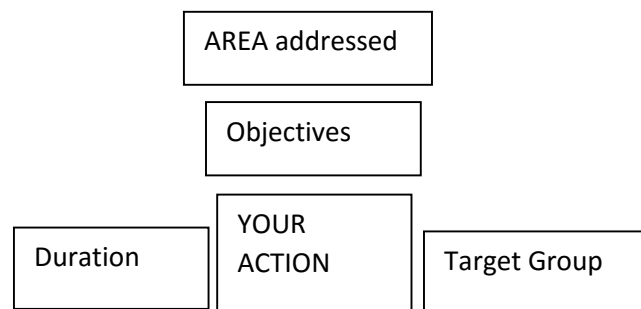 AREA addressed
Objectives
YOUR
ACTION
Duration
Target Group